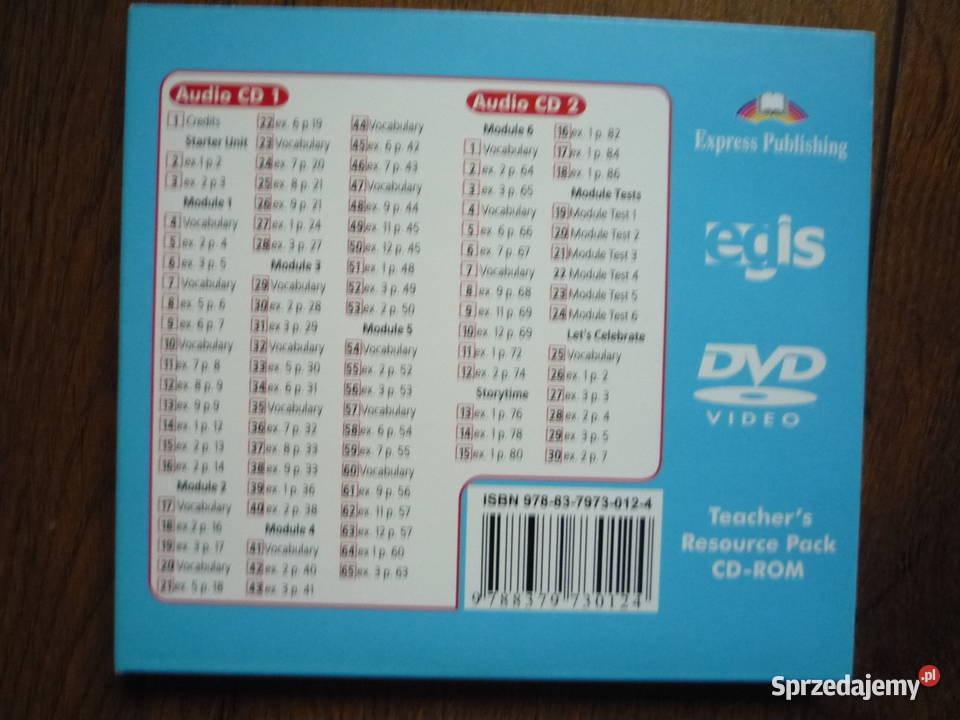 Audio CD 1
1 Credits
Starter Unit
2 ex. 1 p. 2
3 ex. 2 p. 3
Module 1
4 Vocabulary
5 ex. 2 p. 4
6 ex. 3 p. 5
7 Vocabulary
8 ex. 5 p. 6
9 ex. 6 p. 7
10 Vocabulary
11 ex. 7 p. 8
12 ex. 8 p. 9
13 ex. 9 p. 9
14 ex. 1 p. 12
15 ex. 2 p. 13
16 ex. 2 p. 14
Module 2
17 Vocabulary
18 ex. 2 p. 16
19 ex. 3 p. 17
20 Vocabulary
21 ex. 5 p. 18
22 ex. 6 p. 19
23 Vocabulary
24 ex. 7 p. 20
25 ex. 8 p. 21
26 ex. 9 p. 21
27 ex. 1 p. 24
28 ex. 3 p. 27
Module 3
29 Vocabulary
30 ex. 2 p. 28
31 ex. 3 p. 29
32 Vocabulary
33 ex. 5 p. 30
34 ex. 6 p. 31
35 Vocabulary
36 ex. 7 p. 32
37 ex. 8 p. 33
38 ex. 9 p. 33
39 ex. 1 p. 36
40 ex. 2 p. 38
Module 4
41 Vocabulary
42 ex. 2 p. 40
43 ex. 3 p. 41
44 Vocabulary
45 ex. 6 p. 42
46 ex. 7 p. 43
47 Vocabulary
48 ex. 9 p. 44
49 ex. 11 p. 45
50 ex. 12 p. 45
51 ex. 1 p. 48
52 ex. 3 p. 49
53 ex. 2 p. 50
Module 5
54 Vocabulary
55 ex. 2 p. 52
56 ex. 3 p. 53
57 Vocabulary
58 ex. 6 p. 54
59 ex. 7 p. 55
60 Vocabulary
61 ex. 9 p. 56
62 ex. 11 p. 57
63 ex. 12 p. 57
64 ex 1 p. 60
65 ex. 3 p. 63
Audio CD 2
Module 6
1 Vocabulary
2 ex. 2 p. 64
3 ex. 3 p. 65
4 Vocabulary
5 ex. 6 p. 66
6 ex. 7 p. 67
7 Vocabulary
8 ex. 9 p. 68
9 ex. 11 p. 69
10 ex. 12 p. 69
11 ex. 1 p. 72
12 ex. 2 p. 74
Storytime
13 ex. 1 p. 76
14 ex. 1 p. 78
15 ex. 1 p. 80
16 ex. 1 p. 82
17 ex. 1 p. 84
18 ex. 1 p. 86
Module Tests
19 Module Test 1
20 Module Test 2
21 Module Test 3
22 Module Test 4
23 Module Test 5
24 Module Test 6
Let's Celebrate
25 Vocabulary
26 ex. 1 p. 2
27 ex. 3 p. 3
28 ex. 2 p. 4
29 ex. 3 p. 5
30 ex. 2 p. 7
ISBN 978-83-7973-012-4
9 788379 730124
Express Publishing
egis
DVD
VIDEO
Teacher's
Resource Pack
CD-ROM
Sprzedajemy.pl